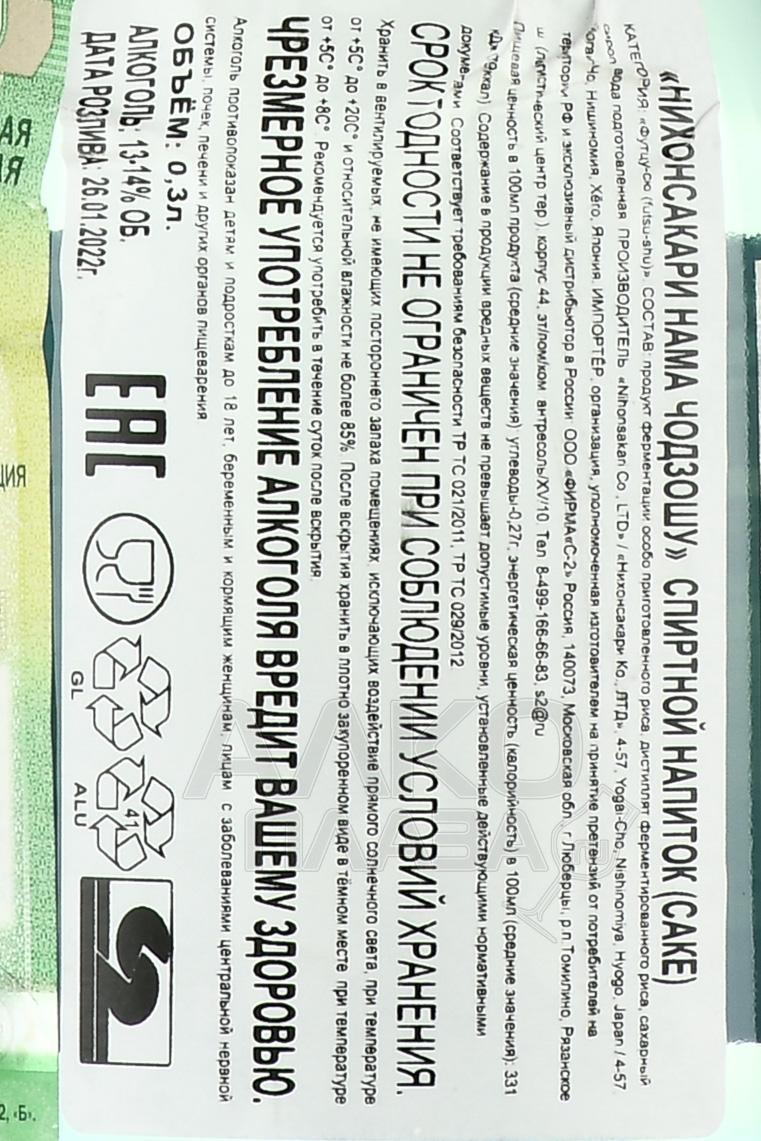 «НИХОНСАКАРИ НАМА ЧОДЗОШУ» СПИРТНОЙ НАПИТОК (САКЕ)
КАТЕГОРИЯ: «Футцу-сю (futsu-shu)». СОСТАВ: продукт ферментации особо приготовленного риса, дистиллят ферментированного риса, сахарный
сироп, вода подготовленная. ПРОИЗВОДИТЕЛЬ: «Nihonsakari Co., LTD» / «Нихонсакари Ко., ЛТД», 4-57, Yogai-Cho, Nishinomiya, Hyogo, Japan / 4-57,
Нишиномия, Хёго, Япония. ИМПОРТЁР, организация, уполномоченная изготовителем на принятие претензий от потребителей на
территории РФ и эксклюзивный дистрибьютор в России: ООО «ФИРМА«С-2» Россия, 140073, Московская обл., г.Люберцы, р.п.Томилино, Рязанское
ш. (логистический центр тер.), корпус 44, эт/пом/ком антресоль/XV/10, Тел. 8-499-166-66-83, s2@ru
Пищевая ценность в 100мл продукта (средние значения): углеводы-0,27г; энергетическая ценность (калорийность) в 100мл (средние значения): 331
кДж Содержание в продукции вредных веществ не превышает допустимые уровни, установленные действующими нормативными
документами. Соответствует требованиям безопасности ТР ТС 021/2011, ТР ТС 029/2012
СРОК ГОДНОСТИ НЕ ОГРАНИЧЕН ПРИ СОБЛЮДЕНИИ УСЛОВИЙ ХРАНЕНИЯ.
Хранить в вентилируемых, не имеющих постороннего запаха помещениях, исключающих воздействие прямого солнечного света, при температуре
от +5С° до +20С° и относительной влажности не более 85%. После вскрытия хранить в плотно закупоренном виде в тёмном месте при температуре
от +5С° до +8С°. Рекомендуется употребить в течение суток после вскрытия.
ЧРЕЗМЕРНОЕ УПОТРЕБЛЕНИЕ АЛКОГОЛЯ ВРЕДИТ ВАШЕМУ ЗДОРОВЬЮ.
Алкоголь противопоказан детям и подросткам до 18 лет, беременным и кормящим женщинам, лицам с заболеваниями центральной нервной
системы, почек, печени и других органов пищеварения
ОБЪЁМ: 0,3л.
АЛКОГОЛЬ: 13-14% ОБ.
ДАТА РОЗЛИВА: 26.01.2022г.
EAC
GL
41
ALU
АЛКО
ПЛАВА
2, «Б».